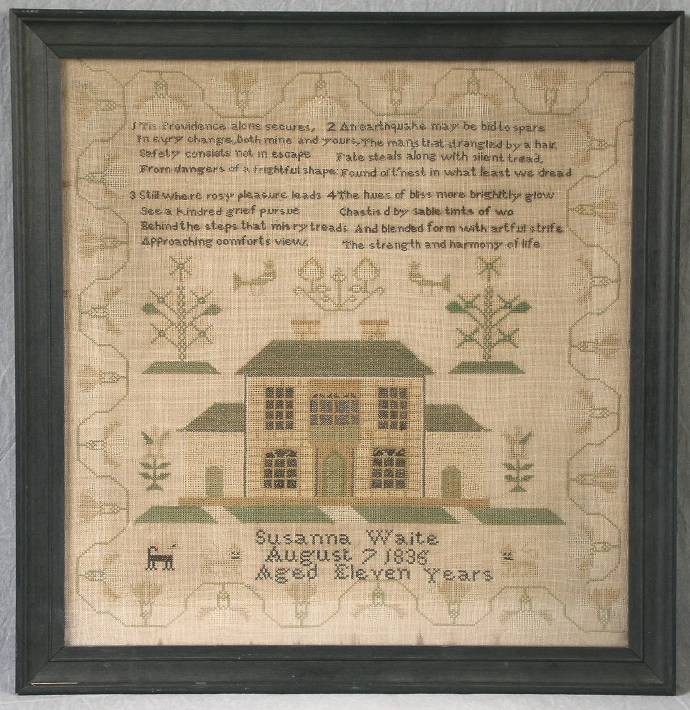 1 Tis Providence alone secures,
In evry change, both mine and yours.
Safety consists not in escape
From dangers of a frightful shape
2 An earthquake may be bid to spare
The man that strangled by a hair,
Fate steals along with silent tread,
Found oft'nest in what least we dread
3 Still where rosy pleasure leads
See a kindred grief pursue
Behind the steps that misry treads
Approaching comforts view.
4 The hues of bliss more brightly glow
Chastis d by sable tints of wo
And blended form with artful strife
The strength and harmony of life
Susanna Waite
August 7 1836
Aged Eleven Years